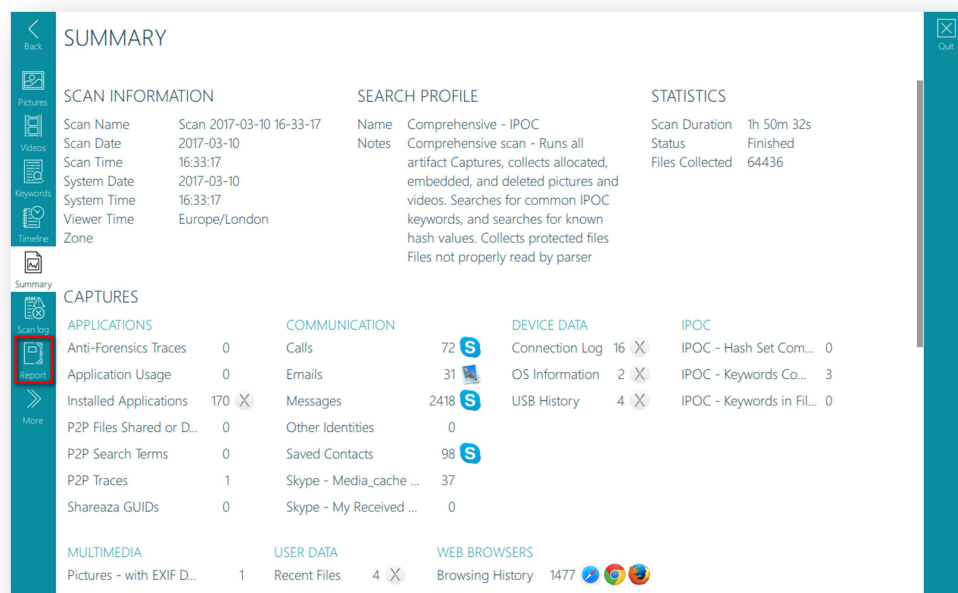 Back
Pictures
Videos
Keywords
Timeline
Summary
Scan log
Report
More
Quit
SUMMARY
SCAN INFORMATION
Scan Name Scan 2017-03-10 16-33-17
Scan Date 2017-03-10
Scan Time 16:33:17
System Date 2017-03-10
System Time 16:33:17
Viewer Time Europe/London
Zone
SEARCH PROFILE
Name Comprehensive - IPOC
Notes Comprehensive scan - Runs all
artifact Captures, collects allocated,
embedded, and deleted pictures and
videos. Searches for common IPOC
keywords, and searches for known
hash values. Collects protected files
Files not properly read by parser
STATISTICS
Scan Duration 1h 50m 32s
Status Finished
Files Collected 64436
CAPTURES
APPLICATIONS
Anti-Forensics Traces 0
Application Usage 0
Installed Applications 170 X
P2P Files Shared or D... 0
P2P Search Terms 0
P2P Traces 1
Shareaza GUIDs 0
COMMUNICATION
Calls 72
Emails 31
Messages 2418
Other Identities 0
Saved Contacts 98
Skype - Media_cache ... 37
Skype - My Received ... 0
DEVICE DATA
Connection Log 16 X
OS Information 2 X
USB History 4 X
IPOC
IPOC - Hash Set Com... 0
IPOC - Keywords Co... 3
IPOC - Keywords in Fil... 0
MULTIMEDIA
Pictures - with EXIF D... 1
USER DATA
Recent Files 4 X
WEB BROWSERS
Browsing History 1477